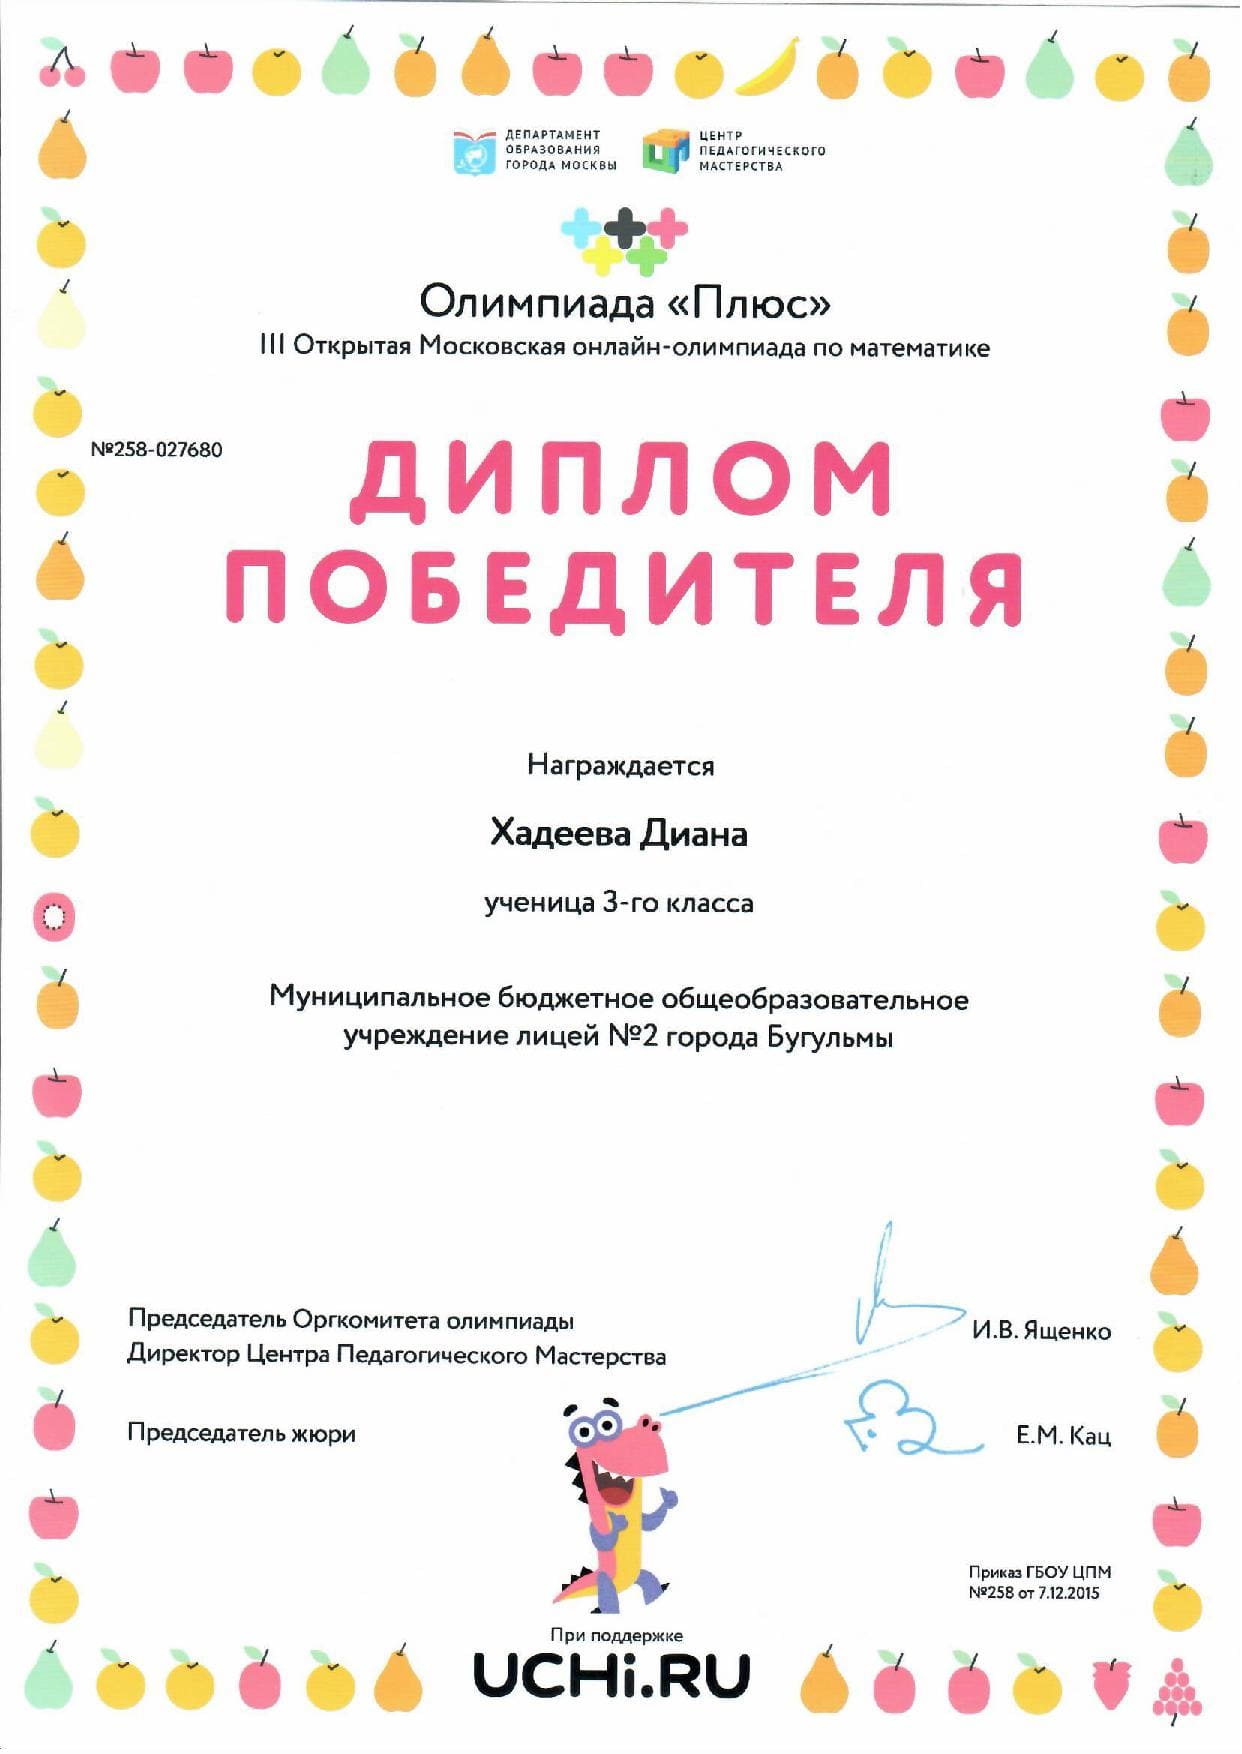 ДЕПАРТАМЕНТ
ОБРАЗОВАНИЯ
ГОРОДА МОСКВЫ
ЦЕНТР
ПЕДАГОГИЧЕСКОГО
МАСТЕРСТВА
Олимпиада «Плюс»
III Открытая Московская онлайн-олимпиада по математике
№258-027680
ДИПЛОМ
ПОБЕДИТЕЛЯ
Награждается
Хадеева Диана
ученица 3-го класса
Муниципальное бюджетное общеобразовательное
учреждение лицей №2 города Бугульмы
Председатель Оргкомитета олимпиады
Директор Центра Педагогического Мастерства
И.В. Ященко
Председатель жюри
Е.М. Кац
Приказ ГБОУ ЦПМ
№258 от 7.12.2015
При поддержке
UCHi.RU